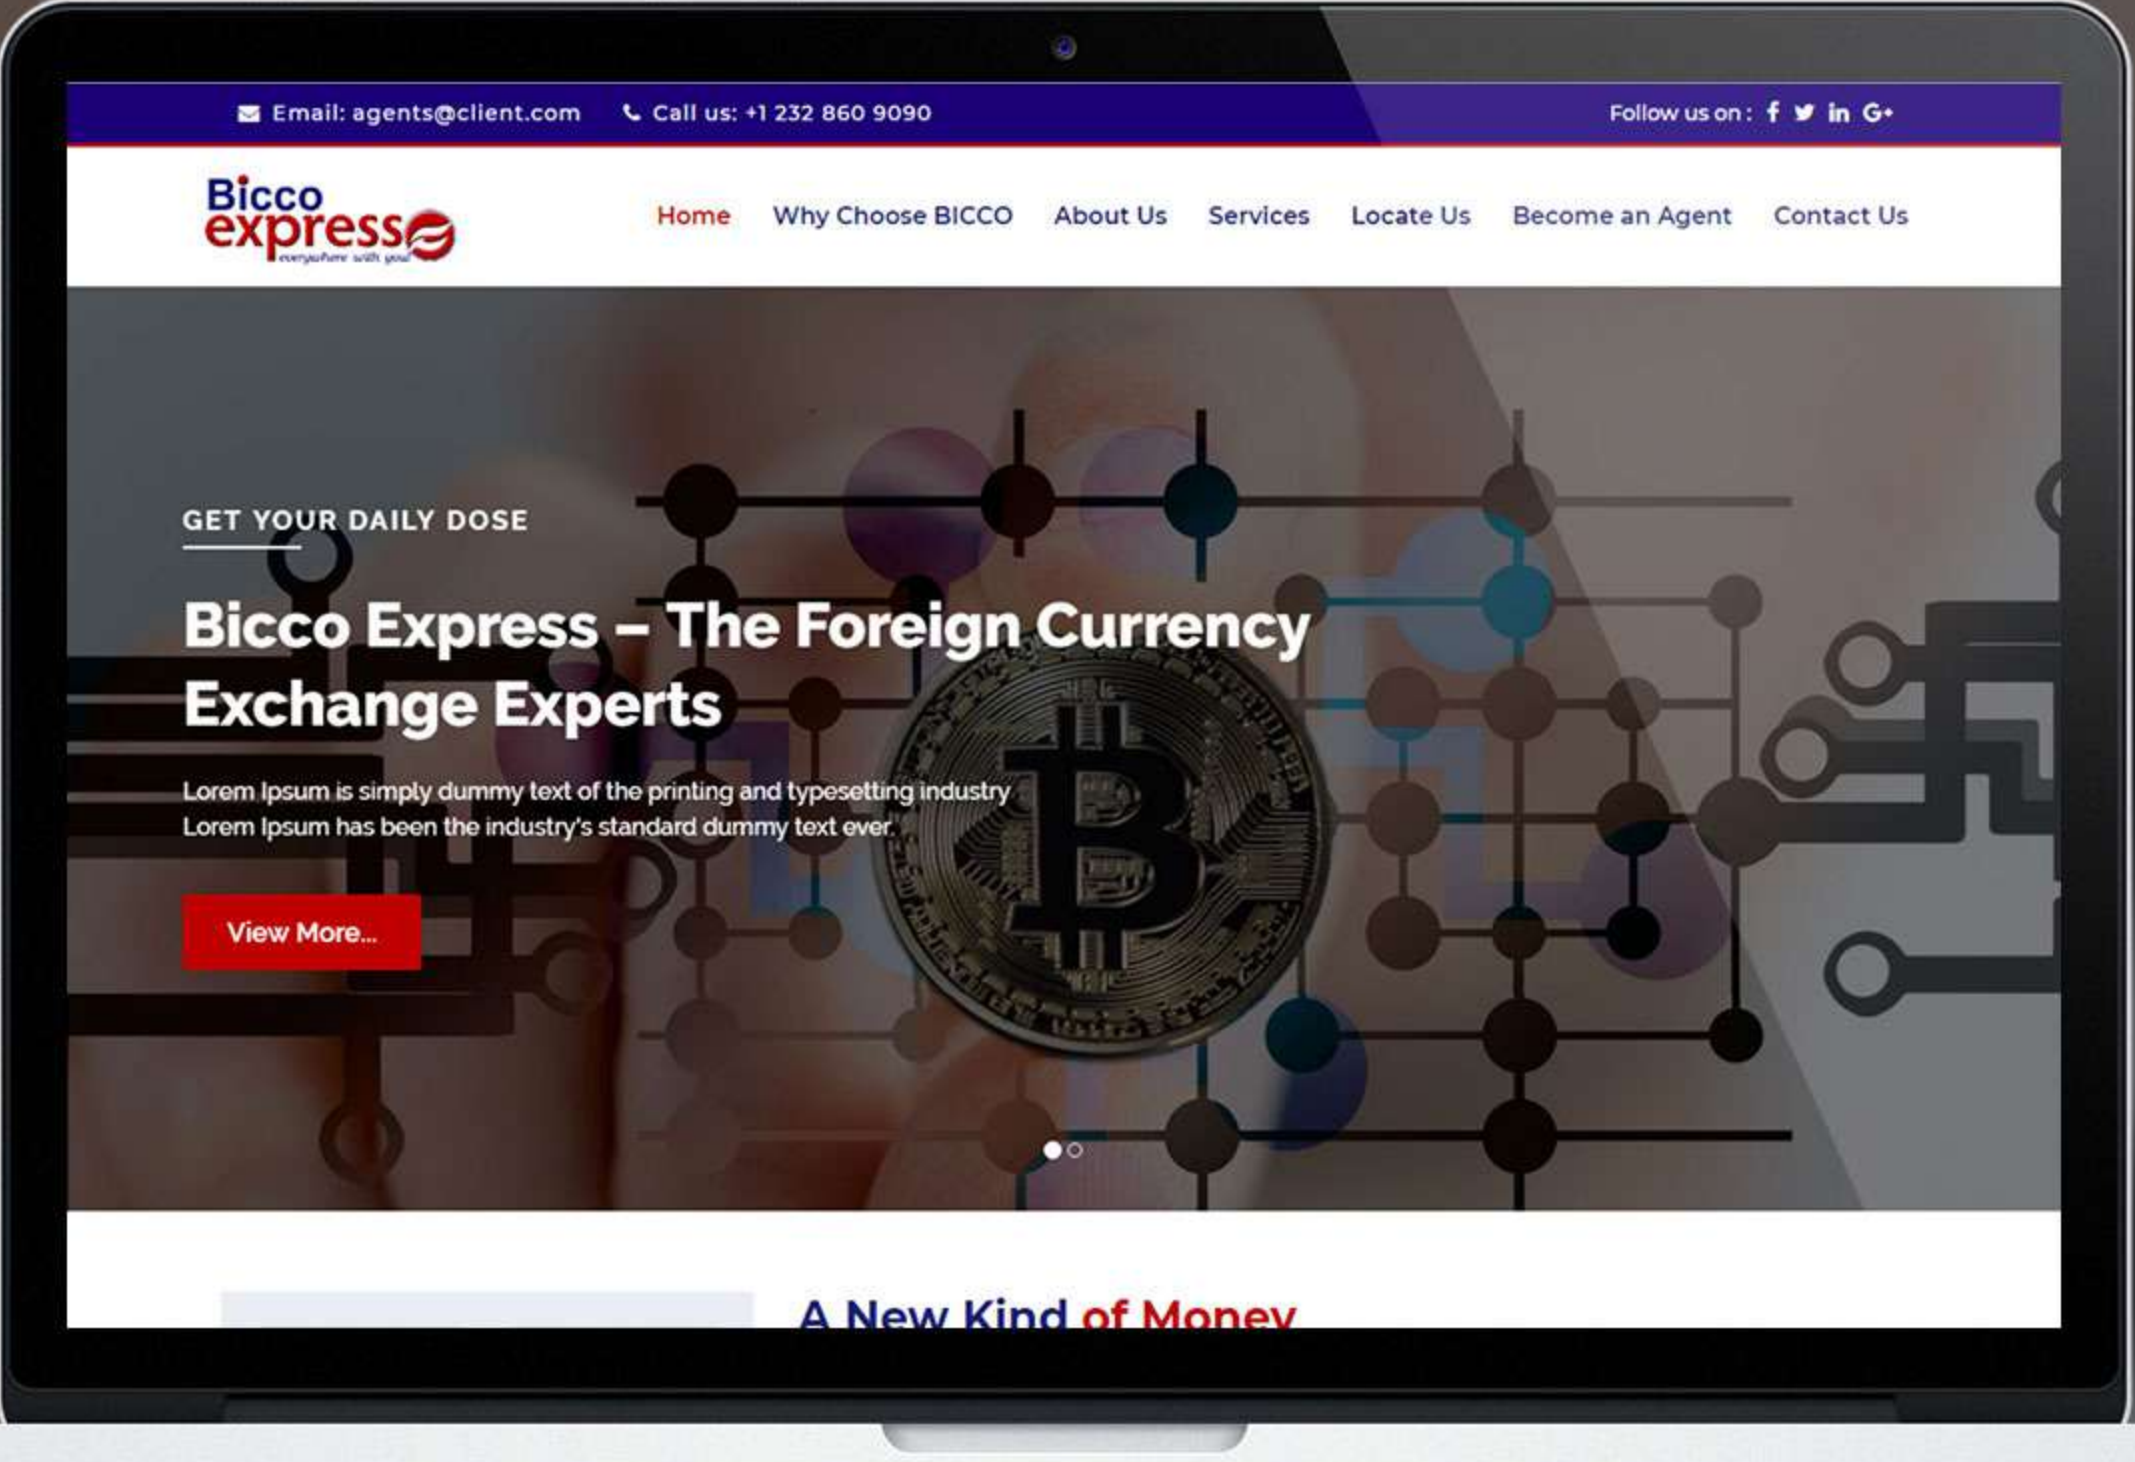 Email: agents@client.com
Call us: +1 232 860 9090
Follow us on :
Bicco
express
everywhere with you!
Home
Why Choose BICCO
About Us
Services
Locate Us
Become an Agent
Contact Us
GET YOUR DAILY DOSE
Bicco Express – The Foreign Currency
Exchange Experts
Lorem Ipsum is simply dummy text of the printing and typesetting industry
Lorem Ipsum has been the industry's standard dummy text ever.
View More...
A New Kind of Money